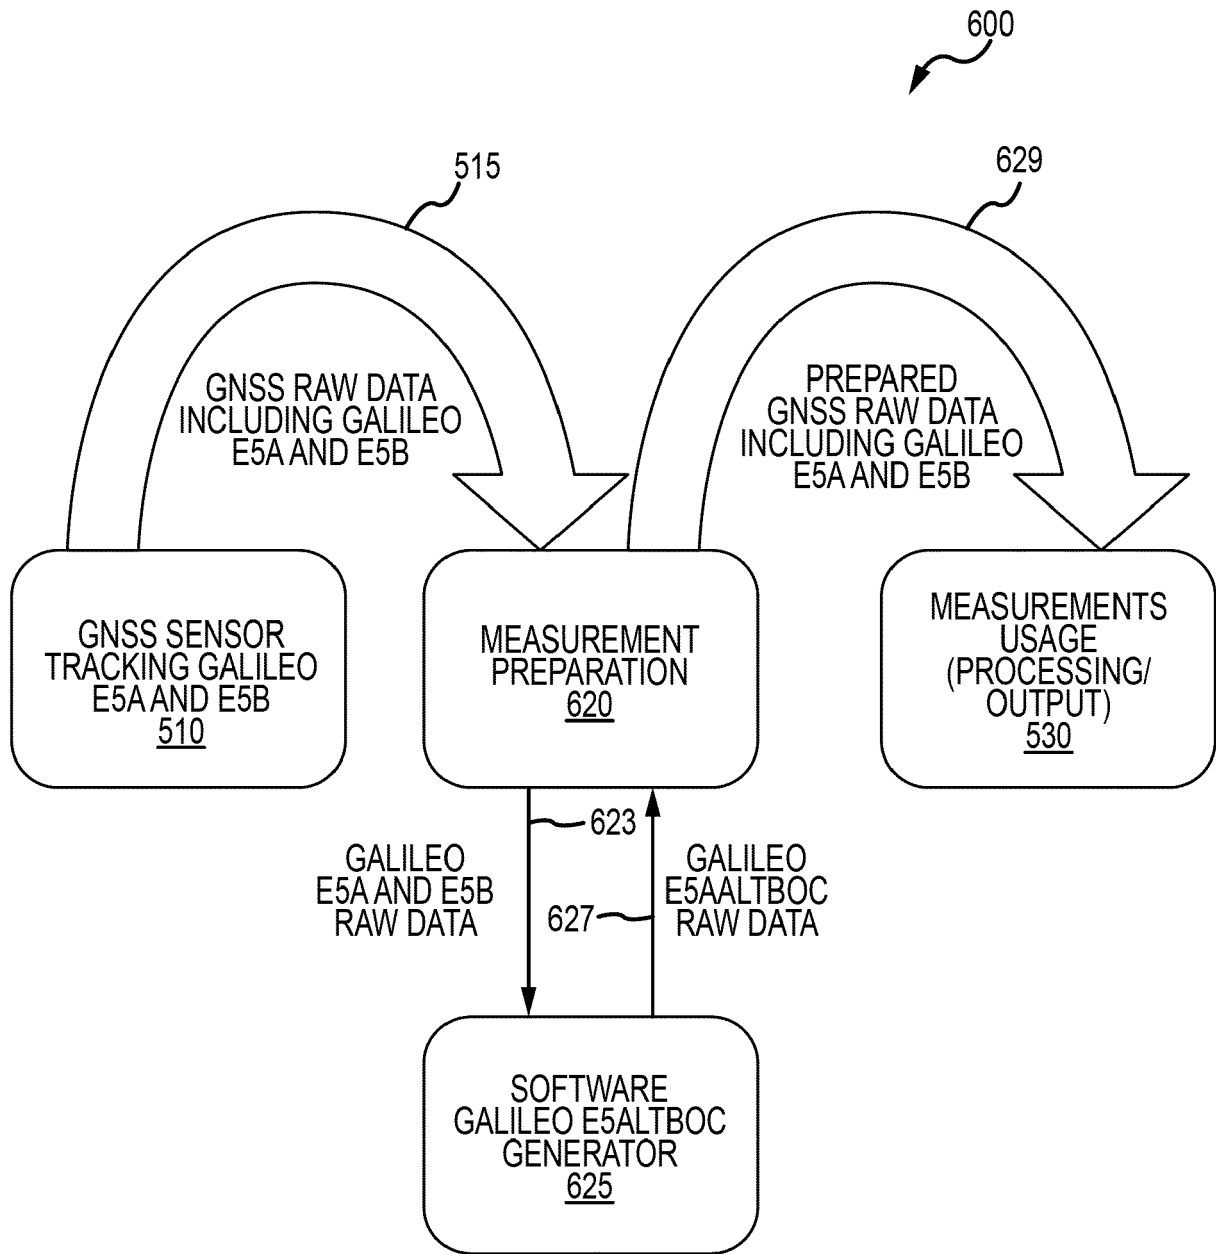 600
515
629
GNSS RAW DATA
INCLUDING GALILEO
E5A AND E5B
PREPARED
GNSS RAW DATA
INCLUDING GALILEO
E5A AND E5B
GNSS SENSOR
TRACKING GALILEO
E5A AND E5B
510
MEASUREMENT
PREPARATION
620
MEASUREMENTS
USAGE
(PROCESSING/
OUTPUT)
530
623
GALILEO
E5A AND E5B
RAW DATA
627
GALILEO
E5AALTBOC
RAW DATA
SOFTWARE
GALILEO E5ALTBOC
GENERATOR
625